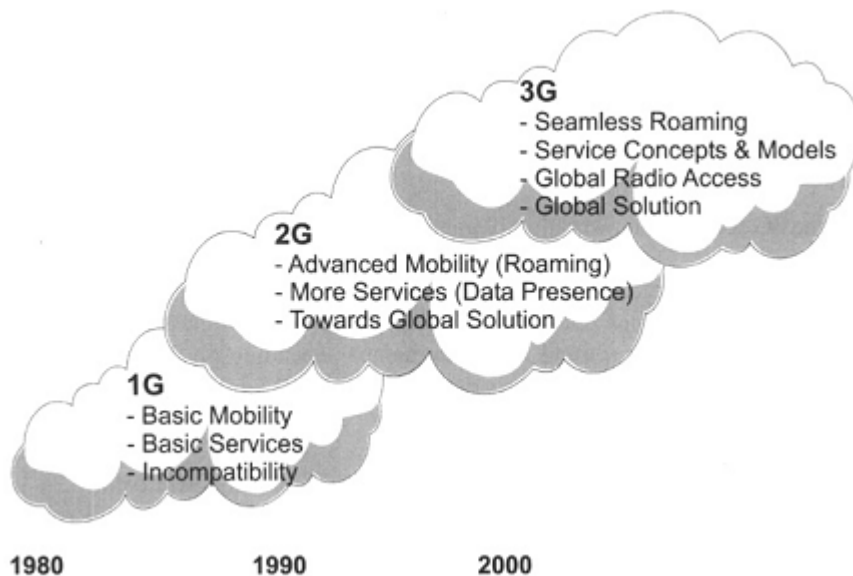 3G
- Seamless Roaming
- Service Concepts & Models
- Global Radio Access
- Global Solution
2G
- Advanced Mobility (Roaming)
- More Services (Data Presence)
- Towards Global Solution
1G
- Basic Mobility
- Basic Services
- Incompatibility
1980 1990 2000